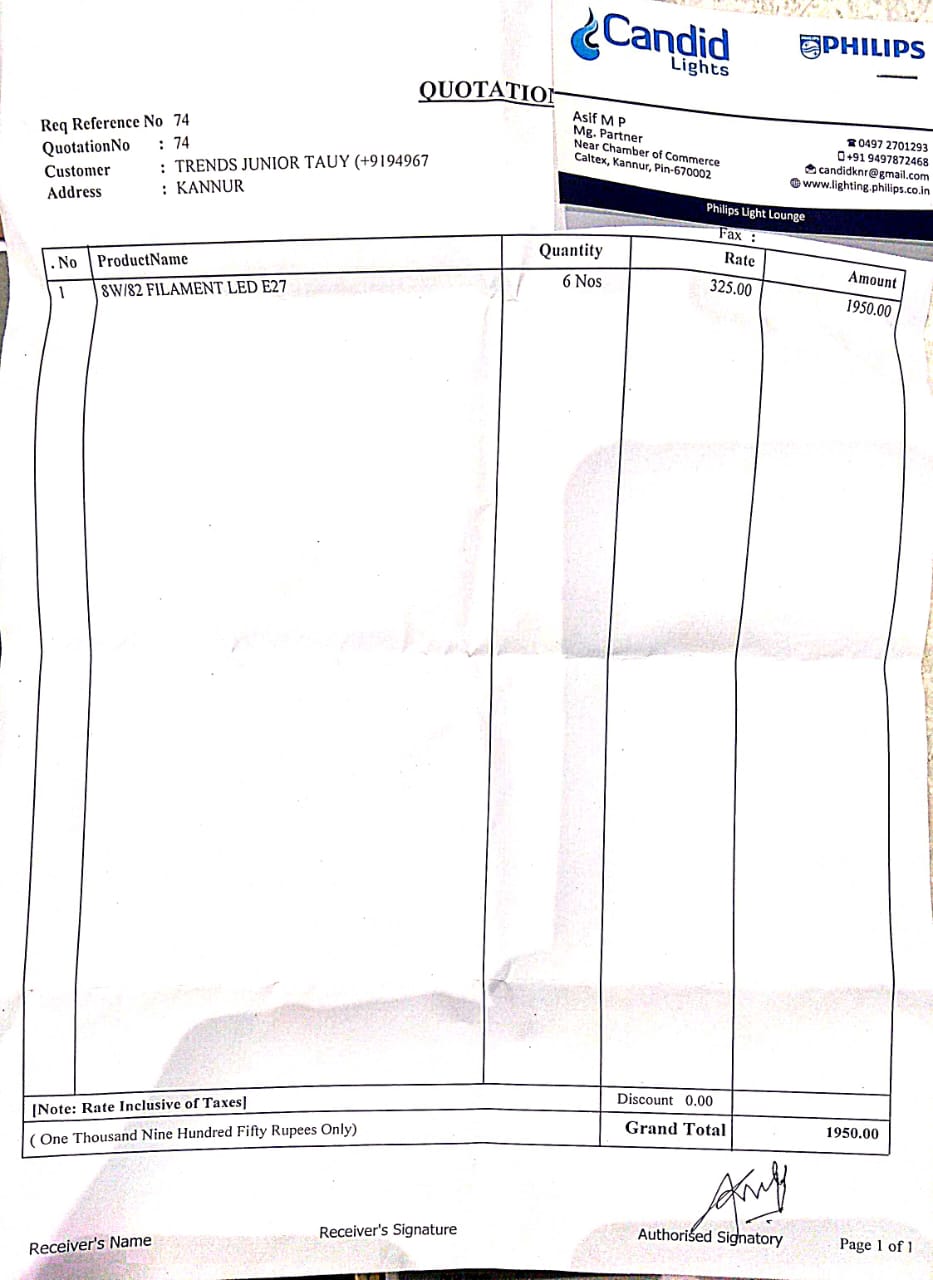 Candid
Lights
PHILIPS
QUOTATION
Asif M P
Mg. Partner
Near Chamber of Commerce
Caltex, Kannur, Pin-670002
0497 2701293
+91 9497872468
candidknr@gmail.com
www.lighting.philips.co.in
Philips Light Lounge
Req Reference No 74
QuotationNo : 74
Customer : TRENDS JUNIOR TAUY (+9194967
Address : KANNUR
Fax :
. No ProductName Quantity Rate Amount
1 8W/82 FILAMENT LED E27 6 Nos 325.00 1950.00
[Note: Rate Inclusive of Taxes] Discount 0.00
( One Thousand Nine Hundred Fifty Rupees Only) Grand Total 1950.00
Receiver's Name Receiver's Signature Authorised Signatory Page 1 of 1